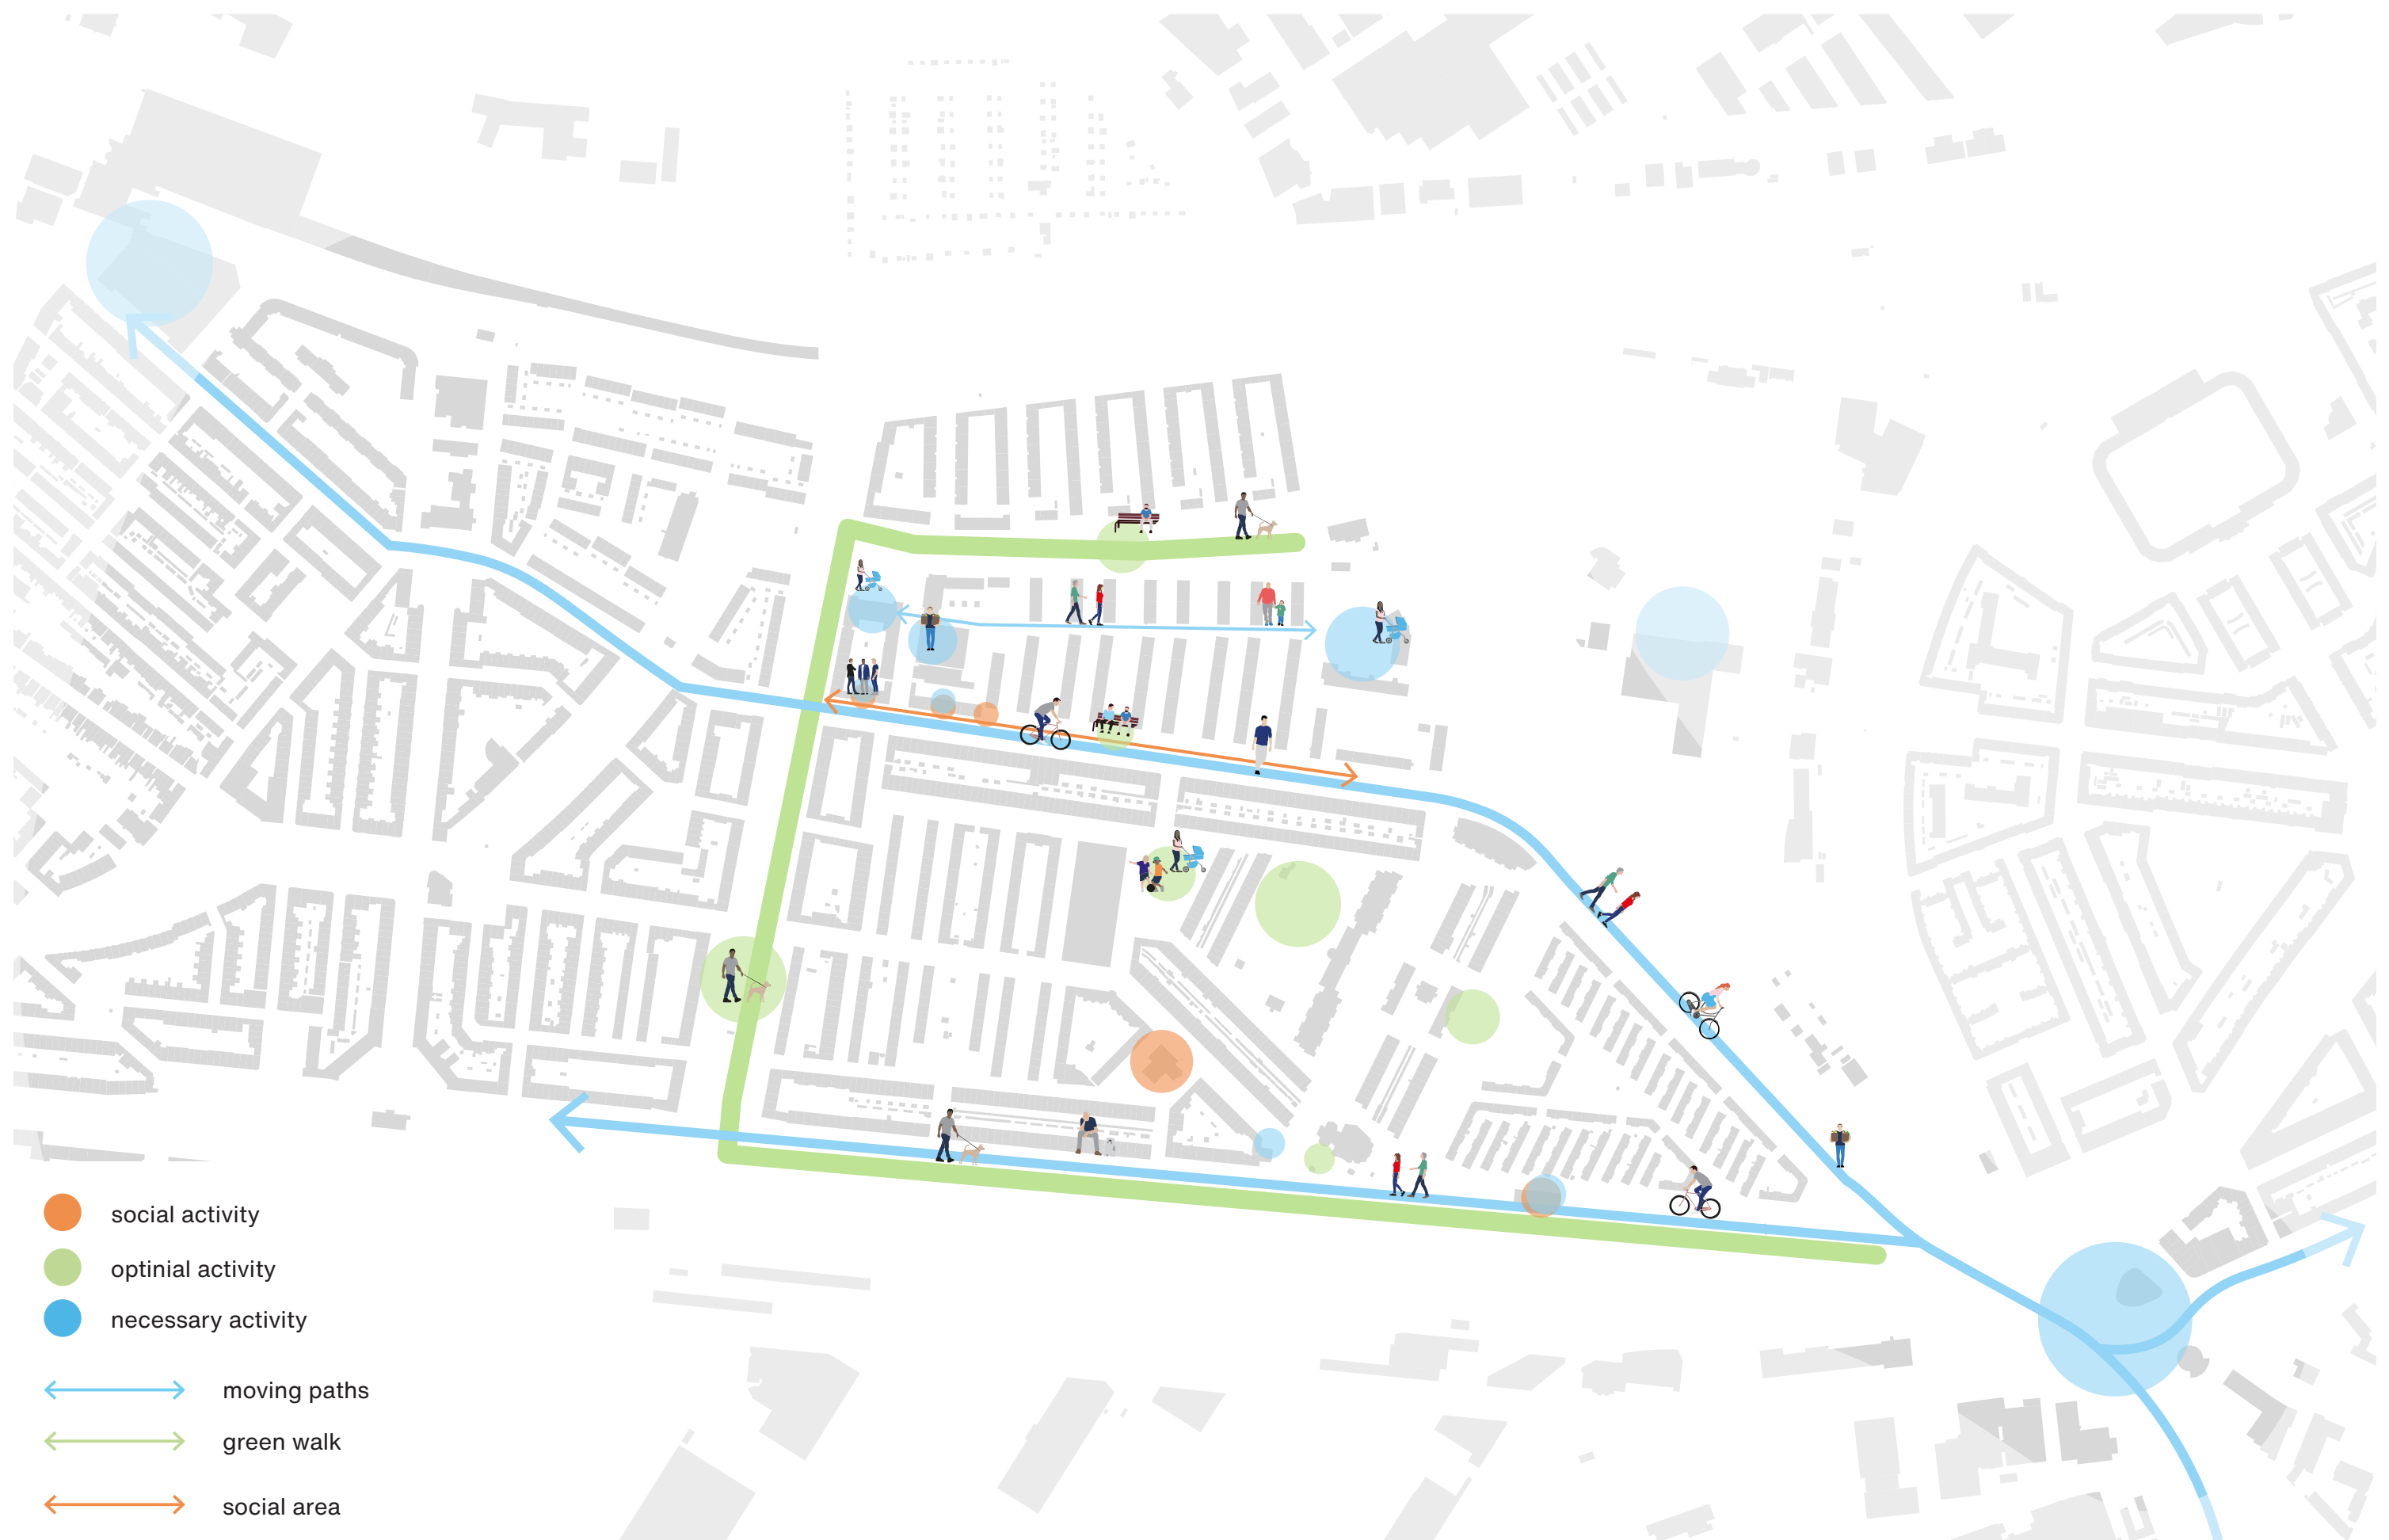 social activity
optinial activity
necessary activity
moving paths
green walk
social area